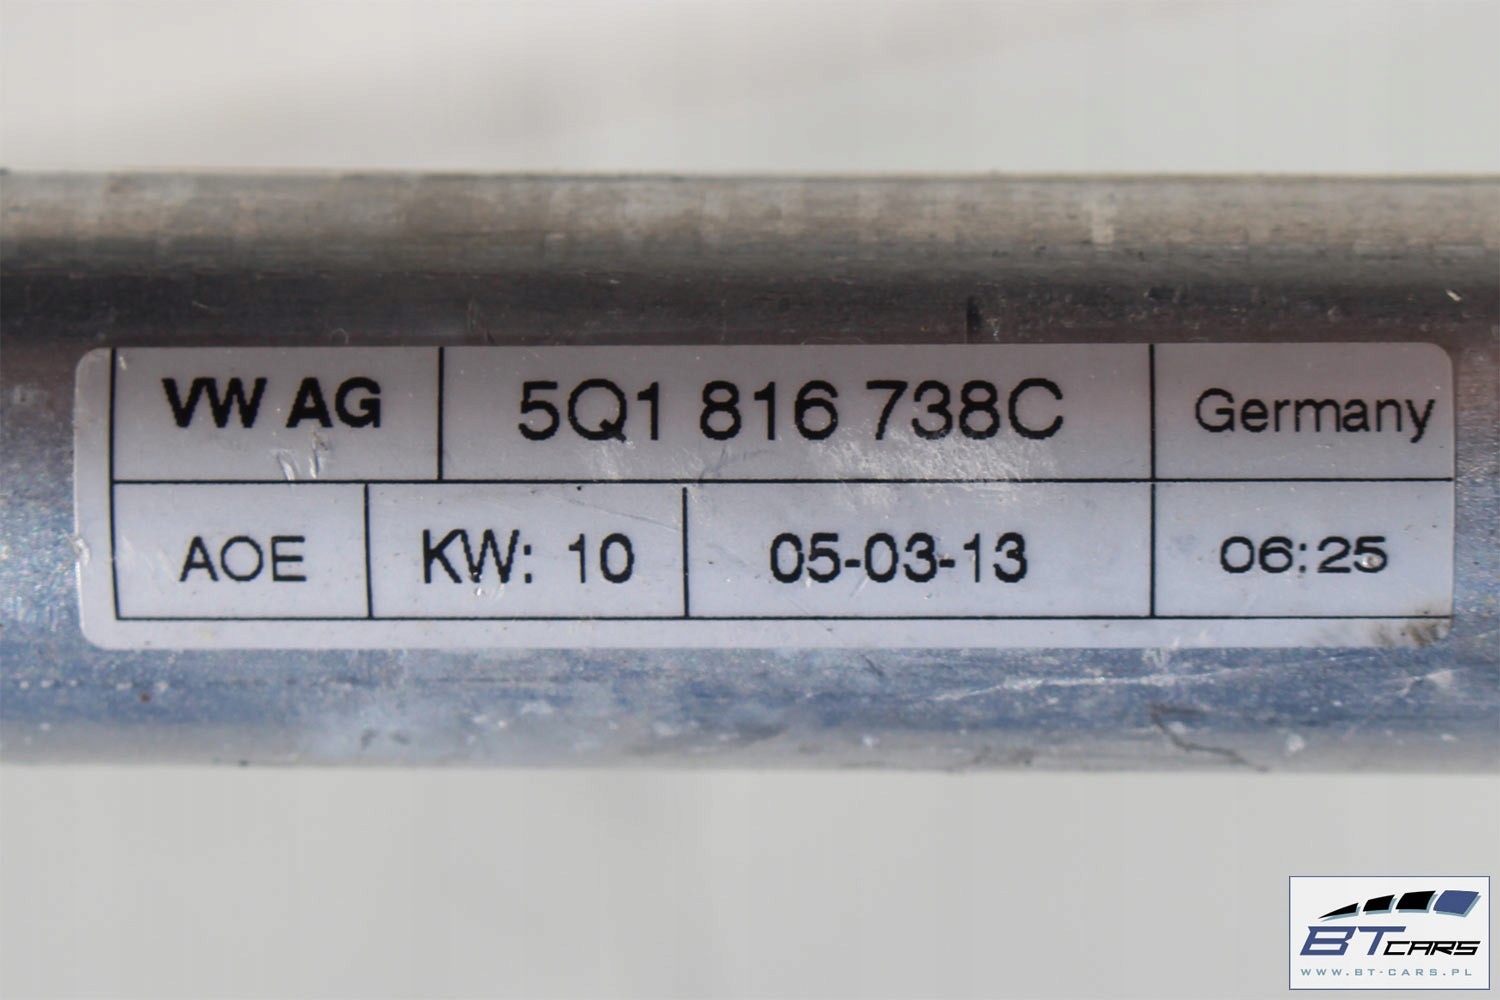 VW AG 5Q1 816 738C Germany
AOE KW: 10 05-03-13 06:25
BT CARS
WWW.BT-CARS.PL